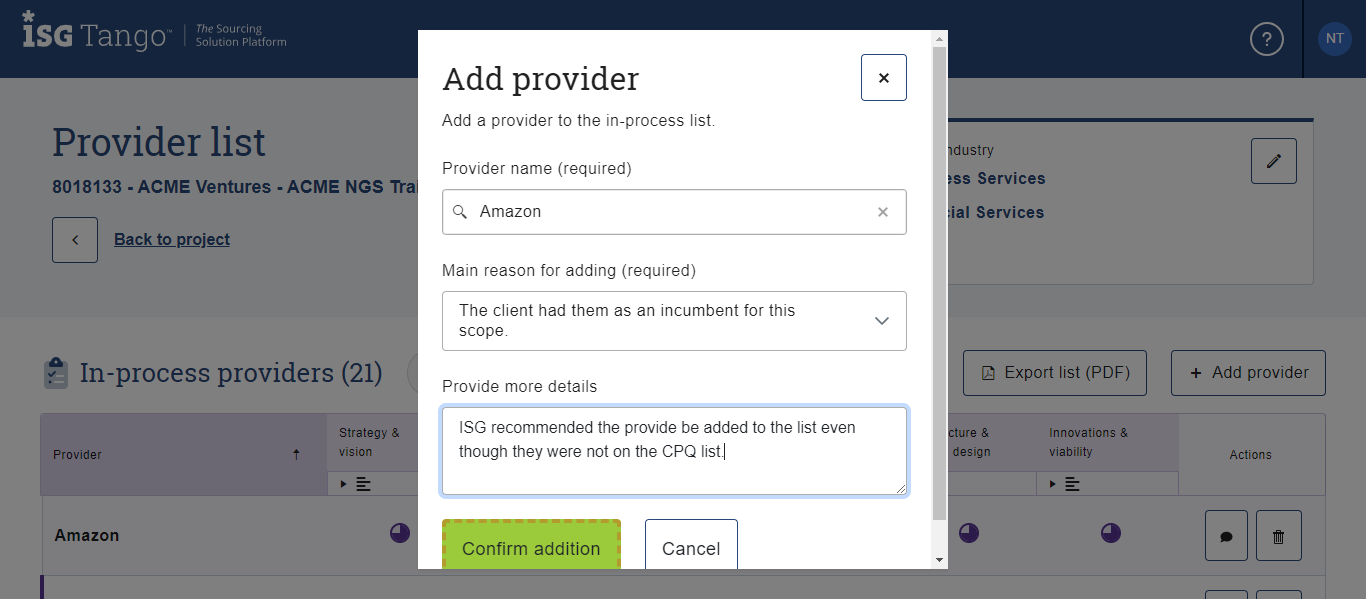 iSG Tango™
The Sourcing
Solution Platform
?
NT
Provider list
8018133 - ACME Ventures - ACME NGS Trai
Back to project
ndustry
ess Services
cial Services
Add provider
×
Add a provider to the in-process list.
Provider name (required)
Amazon
Main reason for adding (required)
The client had them as an incumbent for this
scope.
Provide more details
ISG recommended the provide be added to the list even
though they were not on the CPQ list.
Confirm addition
Cancel
In-process providers (21)
Export list (PDF)
+ Add provider
Provider
Strategy &
vision
cture &
design
Innovations &
viability
Actions
Amazon